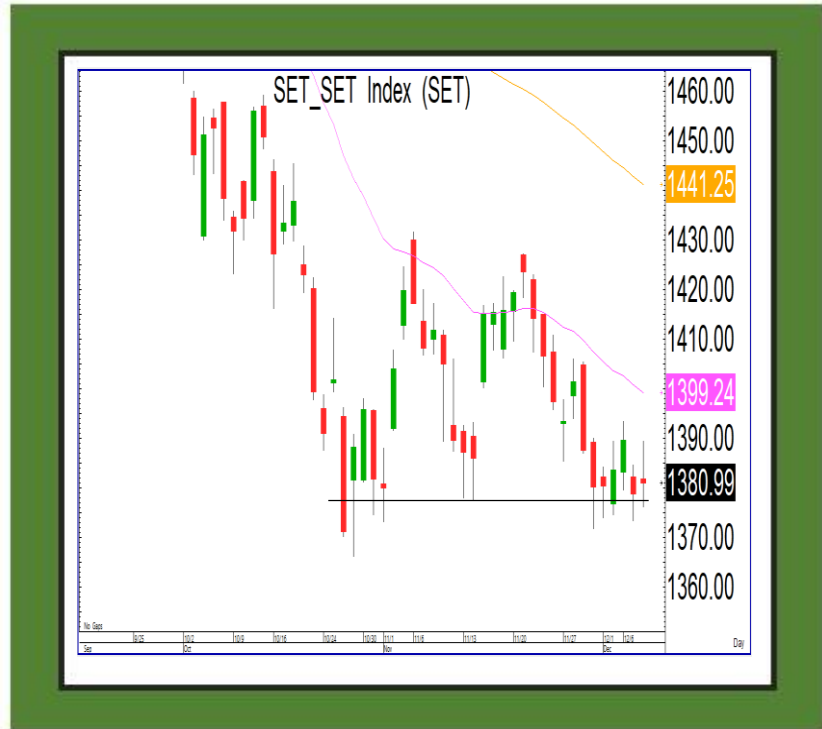 SET_SET Index (SET)
1460.00
1450.00
1441.25
1430.00
1420.00
1410.00
1399.24
1390.00
1380.99
1370.00
1360.00
No Gaps
9/25 10/2 10/9 10/16 10/24 10/30 11/1 11/6 11/13 11/20 11/27 12/1 12/6
Sep Oct Nov Dec
Day